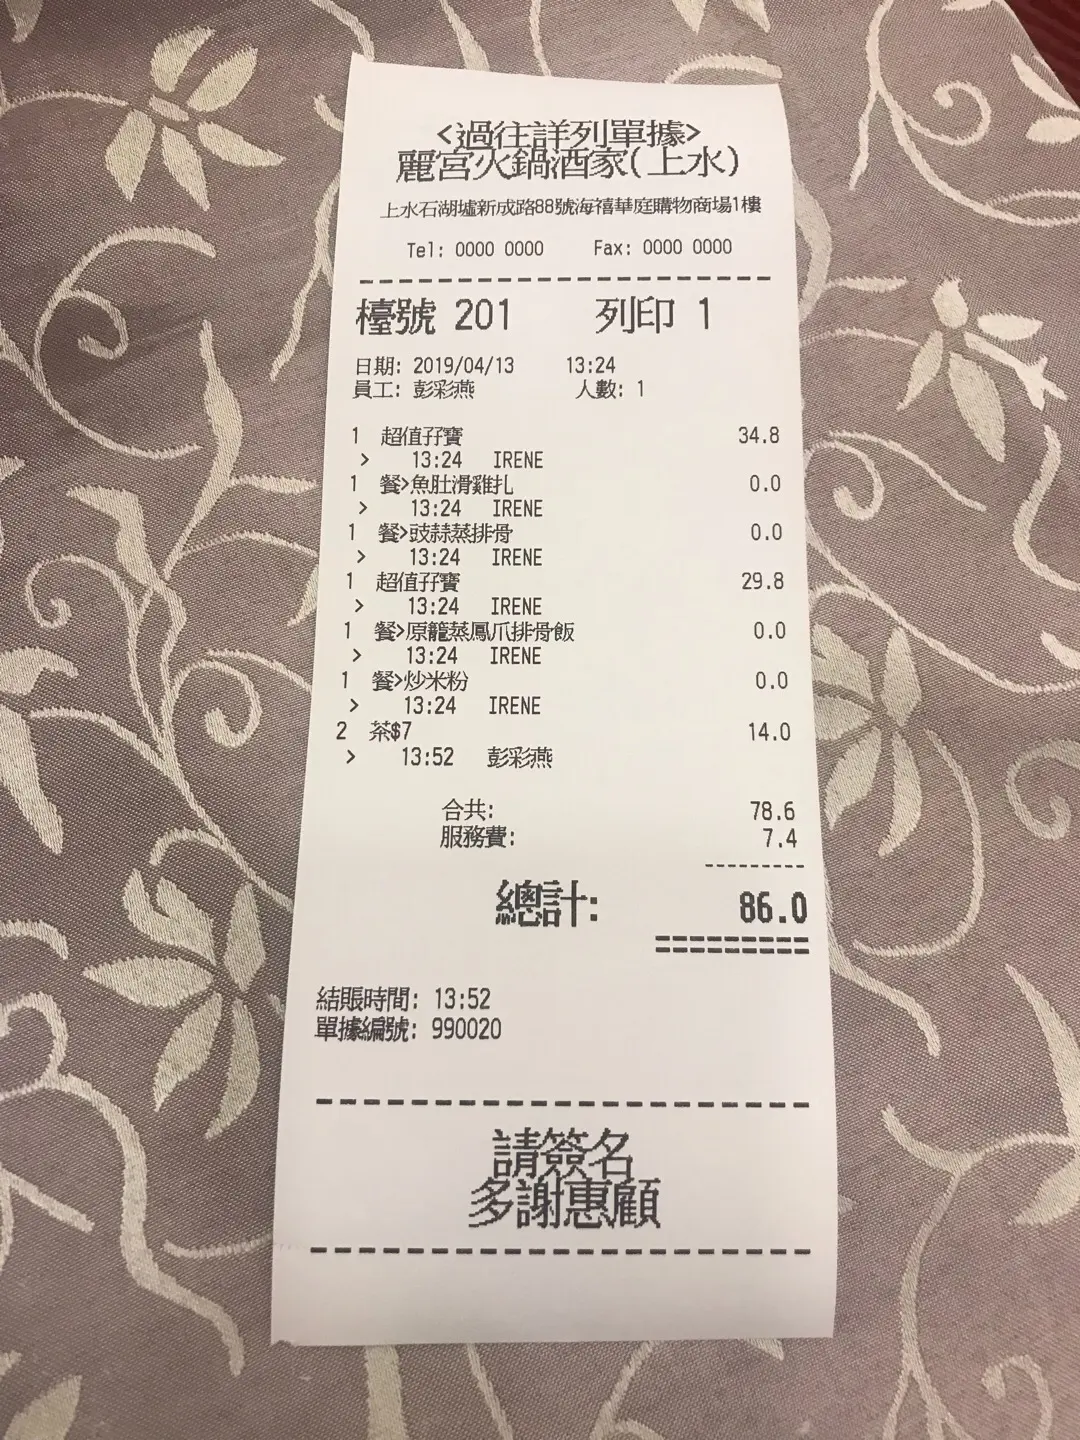 <過往詳列單據>
麗宮火鍋酒家(上水)
上水石湖墟新成路88號海禧華庭購物商場1樓
Tel: 0000 0000 Fax: 0000 0000
檯號 201 列印 1
日期: 2019/04/13 13:24
員工: 彭彩燕 人數: 1
1 超值孖寶 34.8
> 13:24 IRENE
1 餐>魚肚滑雞扎 0.0
> 13:24 IRENE
1 餐>豉蒜蒸排骨 0.0
> 13:24 IRENE
1 超值孖寶 29.8
> 13:24 IRENE
1 餐>原籠蒸鳳爪排骨飯 0.0
> 13:24 IRENE
1 餐>炒米粉 0.0
> 13:24 IRENE
2 茶$7 14.0
> 13:52 彭彩燕
合共: 78.6
服務費: 7.4
總計: 86.0
結賬時間: 13:52
單據編號: 990020
請簽名
多謝惠顧